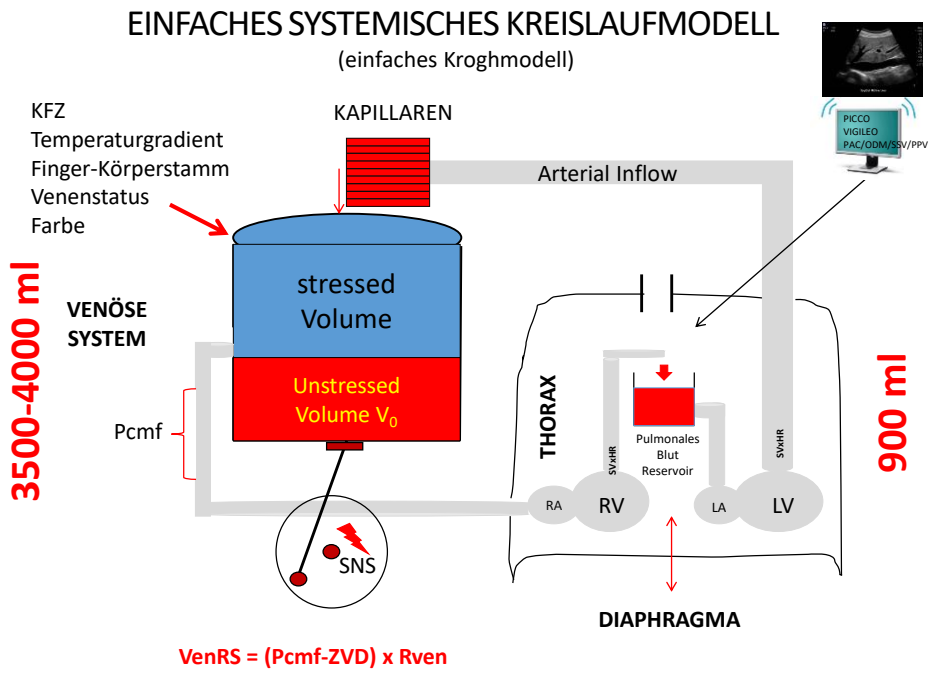 EINFACHES SYSTEMISCHES KREISLAUFMODELL
(einfaches Kroghmodell)
KFZ
Temperaturgradient
Finger-Körperstamm
Venenstatus
Farbe
KAPILLAREN
PICCO
VIGILEO
PAC/ODM/SSV/PPV
Arterial Inflow
stressed
Volume
VENÖSE
SYSTEM
3500-4000 ml
Unstressed
Volume V₀
Pcmf
THORAX
SVxHR
Pulmonales
Blut
Reservoir
SVxHR
900 ml
RA
RV
LA
LV
SNS
DIAPHRAGMA
VenRS = (Pcmf-ZVD) x Rven